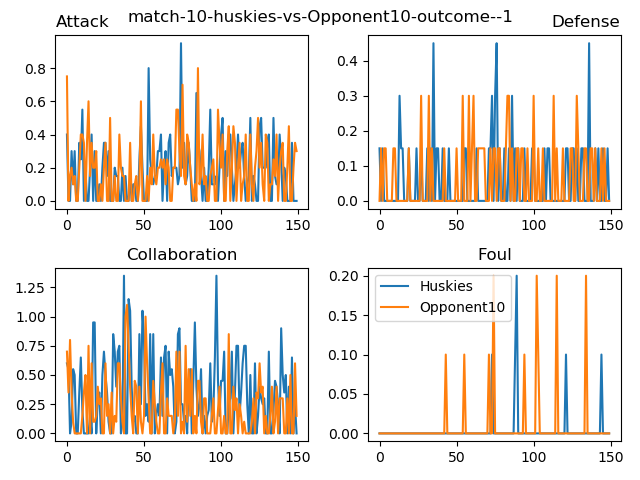 match-10-huskies-vs-Opponent10-outcome--1
Attack
Defense
0.8
0.6
0.4
0.2
0.0
0 50 100 150
0.4
0.3
0.2
0.1
0.0
0 50 100 150
Collaboration
Foul
1.25
1.00
0.75
0.50
0.25
0.00
0 50 100 150
0.20
0.15
0.10
0.05
0.00
0 50 100 150
Huskies
Opponent10